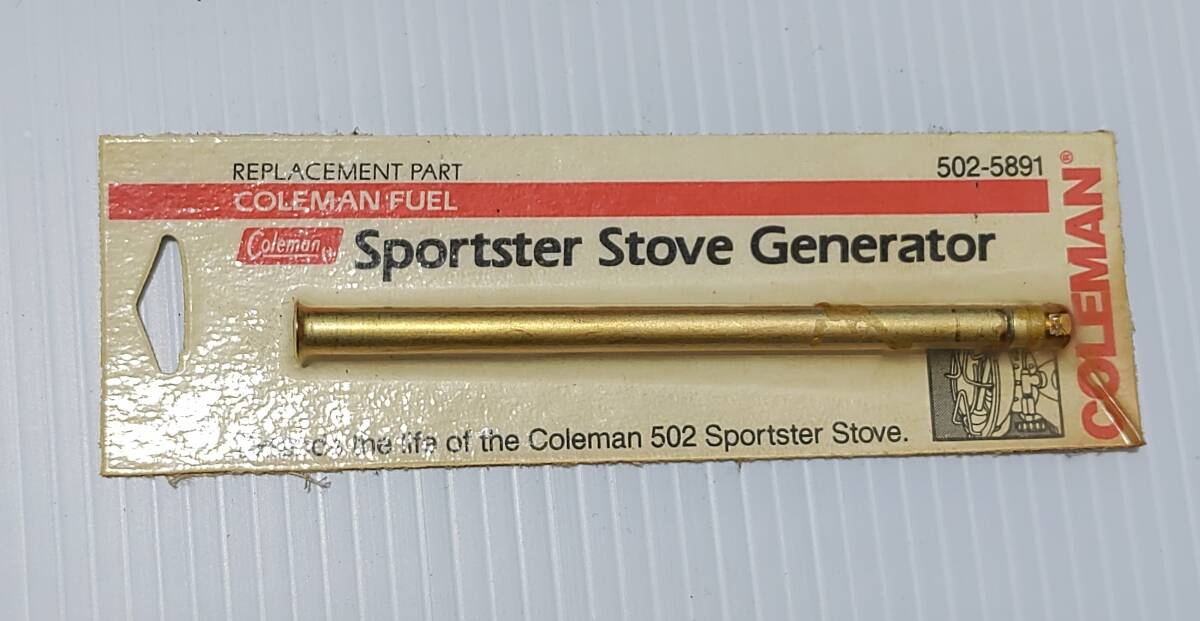 REPLACEMENT PART 502-5891
COLEMAN FUEL
Coleman ® Sportster Stove Generator
the life of the Coleman 502 Sportster Stove.
COLEMAN®